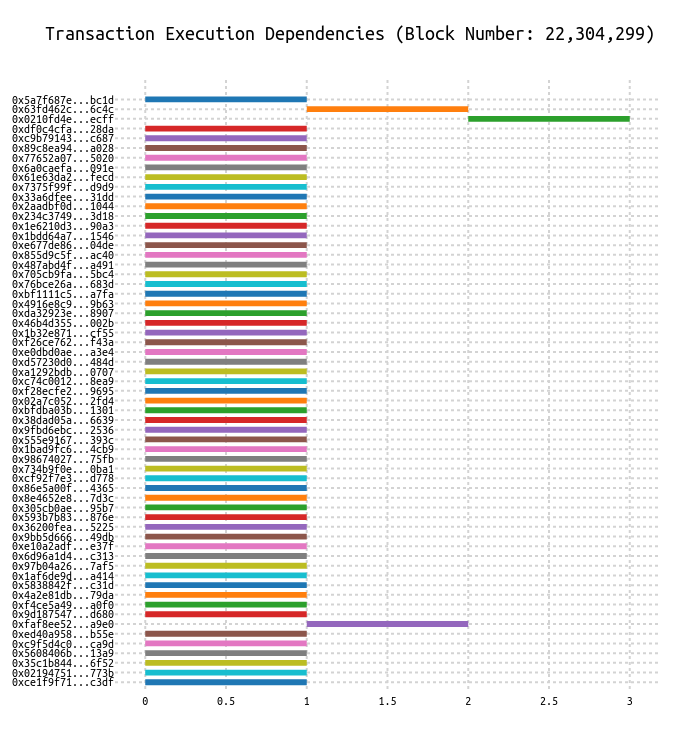 Transaction Execution Dependencies (Block Number: 22,304,299)
0x5a7f687e...bc1d
0x63fd462c...6c4c
0x0210fd4e...ecff
0xdf0c4cfa...28da
0xc9b79143...c687
0x89c8ea94...a028
0x77652a07...5020
0x6a0caefa...091e
0x61e63da2...fecd
0x7375f99f...d9d9
0x33a6dfee...31dd
0x2aadbf0d...1044
0x234c3749...3d18
0x1e6210d3...90a3
0x1bdd64a7...1546
0xe677de86...04de
0x855d9c5f...ac40
0x487abd4f...a491
0x705cb9fa...5bc4
0x76bce26a...683d
0xbf1111c5...a7fa
0x4916e8c9...9b63
0xda32923e...8907
0x46b4d355...002b
0x1b32e871...cf55
0xf26ce762...f43a
0xe0dbd0ae...a3e4
0xd57230d0...484d
0xa1292bdb...0707
0xc74c0012...8ea9
0xf28ecfe2...9695
0x02a7c052...2fd4
0xbfdba03b...1301
0x38dad05a...6639
0x9fbd6ebc...2536
0x555e9167...393c
0x1bad9fc6...4cb9
0x98674027...75fb
0x734b9f0e...0ba1
0xcf92f7e3...d778
0x86e5a00f...4365
0x8e4652e8...7d3c
0x305cb0ae...95b7
0x593b7b83...876e
0x36200fea...5225
0x9bb5d666...49db
0xe10a2adf...e37f
0x6d96a1d4...c313
0x97b04a26...7af5
0x1af6de9d...a414
0x5838842f...c31d
0x4a2e81db...79da
0xf4ce5a49...a0f0
0x9d187547...d680
0xfaf8ee52...a9e0
0xed40a958...b55e
0xc9f5d4c0...ca9d
0x5608406b...13a9
0x35c1b844...6f52
0x02194751...773b
0xce1f9f71...c3df
0 0.5 1 1.5 2 2.5 3